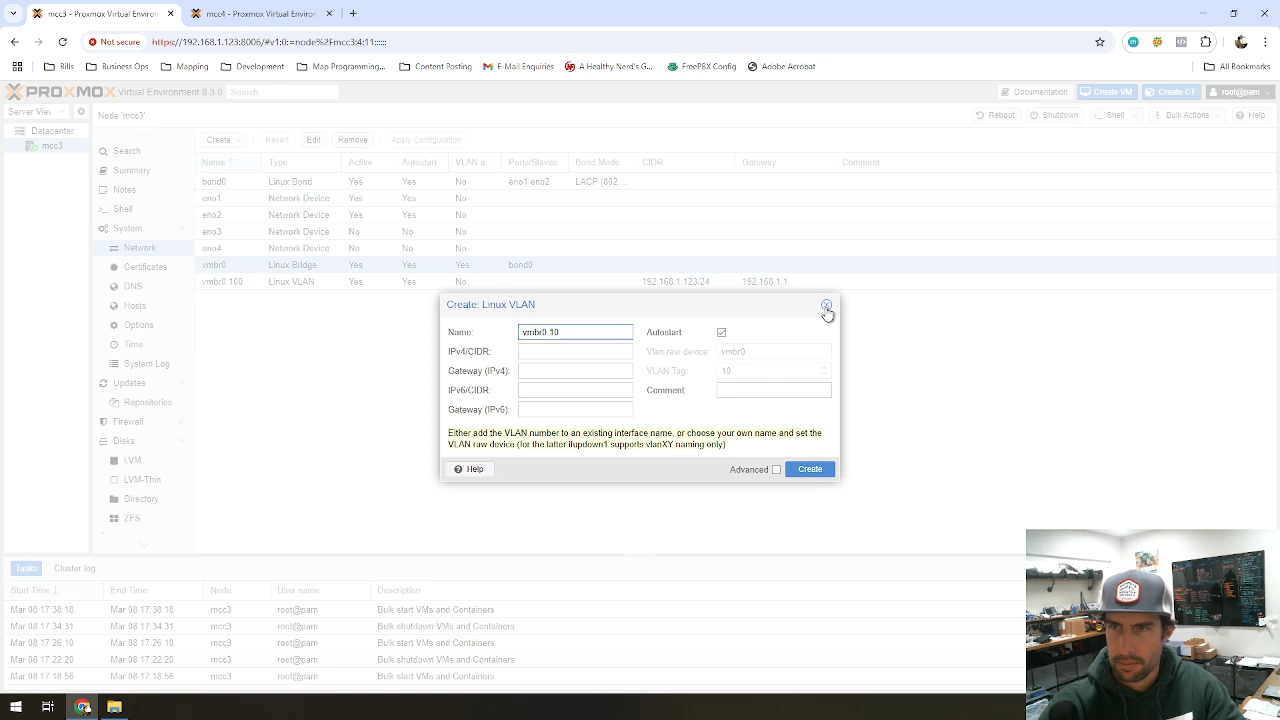 mcc3 - Proxmox Virtual Environm
mcc4 - Proxmox Virtual Environm
Not secure
https://192.168.1.123:8006/#v1:0:=node%2Fmcc3:4:11::::::
Tools
Business
Mapping
Development
Map Programming...
Content Posting
E-Mail Enquiries
A Healthy Nerd's G...
FreePBX Config
Adobe Acrobat
All Bookmarks
PROXMOX Virtual Environment 8.3.0
Search
Documentation
Create VM
Create CT
root@pam
Server View
Node 'mcc3'
Reboot
Shutdown
Shell
Bulk Actions
Help
Datacenter
mcc3
Search
Summary
Notes
Shell
System
Network
Certificates
DNS
Hosts
Options
Time
System Log
Updates
Repositories
Firewall
Disks
LVM
LVM-Thin
Directory
ZFS
Create
Revert
Edit
Remove
Apply Configuration
Name Type Active Autostart VLAN a... Ports/Slaves Bond Mode CIDR Gateway Comment
bond0 Linux Bond Yes Yes No eno1 eno2 LACP (802....
eno1 Network Device Yes Yes No
eno2 Network Device Yes Yes No
eno3 Network Device No No No
eno4 Network Device No No No
vmbr0 Linux Bridge Yes Yes Yes bond0
vmbr0.100 Linux VLAN Yes Yes No 192.168.1.123/24 192.168.1.1
Create: Linux VLAN
Name: vmbr0.10
Autostart:
IPv4/CIDR:
Vlan raw device: vmbr0
Gateway (IPv4):
VLAN Tag: 10
IPv6/CIDR:
Comment:
Gateway (IPv6):
Either add the VLAN number to an existing interface name, or choose your own name and set the
VLAN raw device (for the latter ifupdown1 supports vlanXY naming only)
Help
Advanced
Create
Tasks
Cluster log
Start Time End Time Node User name Description
Mar 08 17:38:18 Mar 08 17:38:18 mcc3 root@pam Bulk start VMs and Containers
Mar 08 17:34:31 Mar 08 17:34:31 mcc3 root@pam Bulk shutdown VMs and Containers
Mar 08 17:26:10 Mar 08 17:26:10 mcc3 root@pam Bulk start VMs and Containers
Mar 08 17:22:20 Mar 08 17:22:20 mcc3 root@pam Bulk shutdown VMs and Containers
Mar 08 17:18:56 Mar 08 17:18:56 mcc3 root@pam Bulk start VMs and Containers